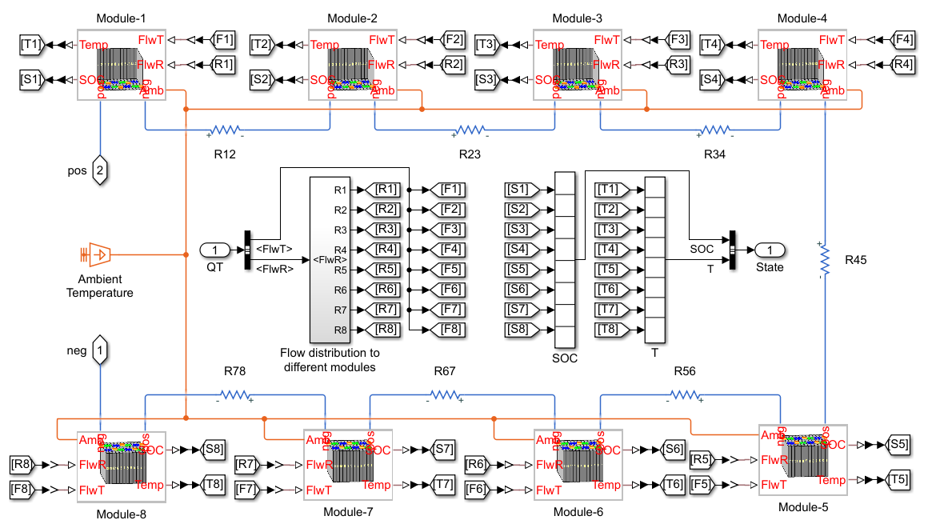 Module-1
Module-2
Module-3
Module-4
[T1] Temp FlwT [F1]
[T2] Temp FlwT [F2]
[T3] Temp FlwT [F3]
[T4] Temp FlwT [F4]
[S1] SOC FlwR [R1]
[S2] SOC FlwR [R2]
[S3] SOC FlwR [R3]
[S4] SOC FlwR [R4]
pos neg Amb
pos neg Amb
pos neg Amb
pos neg Amb
+ -
R12
+ -
R23
+ -
R34
pos 2
+
R45
-
1
QT
<FlwT>
<FlwR>
<FlwR>
R1 [R1] [F1]
R2 [R2] [F2]
R3 [R3] [F3]
R4 [R4] [F4]
R5 [R5] [F5]
R6 [R6] [F6]
R7 [R7] [F7]
R8 [R8] [F8]
Flow distribution to
different modules
[S1] [T1]
[S2] [T2]
[S3] [T3]
[S4] [T4]
[S5] [T5]
[S6] [T6]
[S7] [T7]
[S8] [T8]
SOC
T
SOC
T
1
State
Ambient
Temperature
neg 1
R78
- +
R67
- +
R56
- +
Amb neg pos
Amb neg pos
Amb neg pos
Amb neg pos
[R8] FlwR SOC [S8]
[R7] FlwR SOC [S7]
[R6] FlwR SOC [S6]
[R5] FlwR SOC [S5]
[F8] FlwT Temp [T8]
[F7] FlwT Temp [T7]
[F6] FlwT Temp [T6]
[F5] FlwT Temp [T5]
Module-8
Module-7
Module-6
Module-5